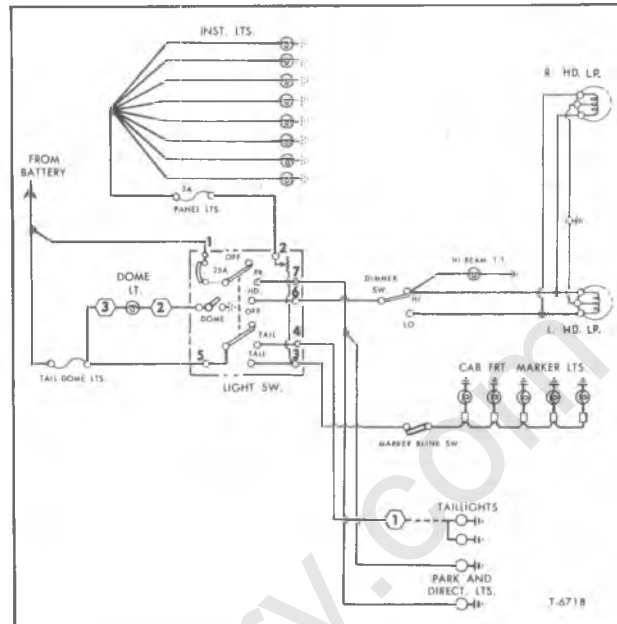 INST. LTS.
R HD. LP.
FROM
BATTERY
3A
PANEL LTS.
1
OFF
2
25A
PK.
7
HI-BEAM T.T.
DOME
LT.
DIMMER
SW.
HI
3
2
HD.
6
DOME
OFF
LO
L. HD. LP.
TAIL
4
5
TAIL
3
TAIL DOME LTS.
LIGHT SW.
CAB. FRT. MARKER LTS.
MARKER BLINK SW.
1
TAILLIGHTS
PARK AND
DIRECT. LTS.
T-6718